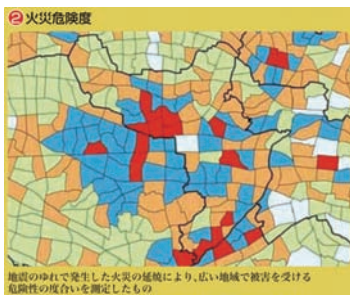 ❷火災危険度
地震のゆれで発生した火災の延焼により、広い地域で被害を受ける
危険性の度合いを測定したもの